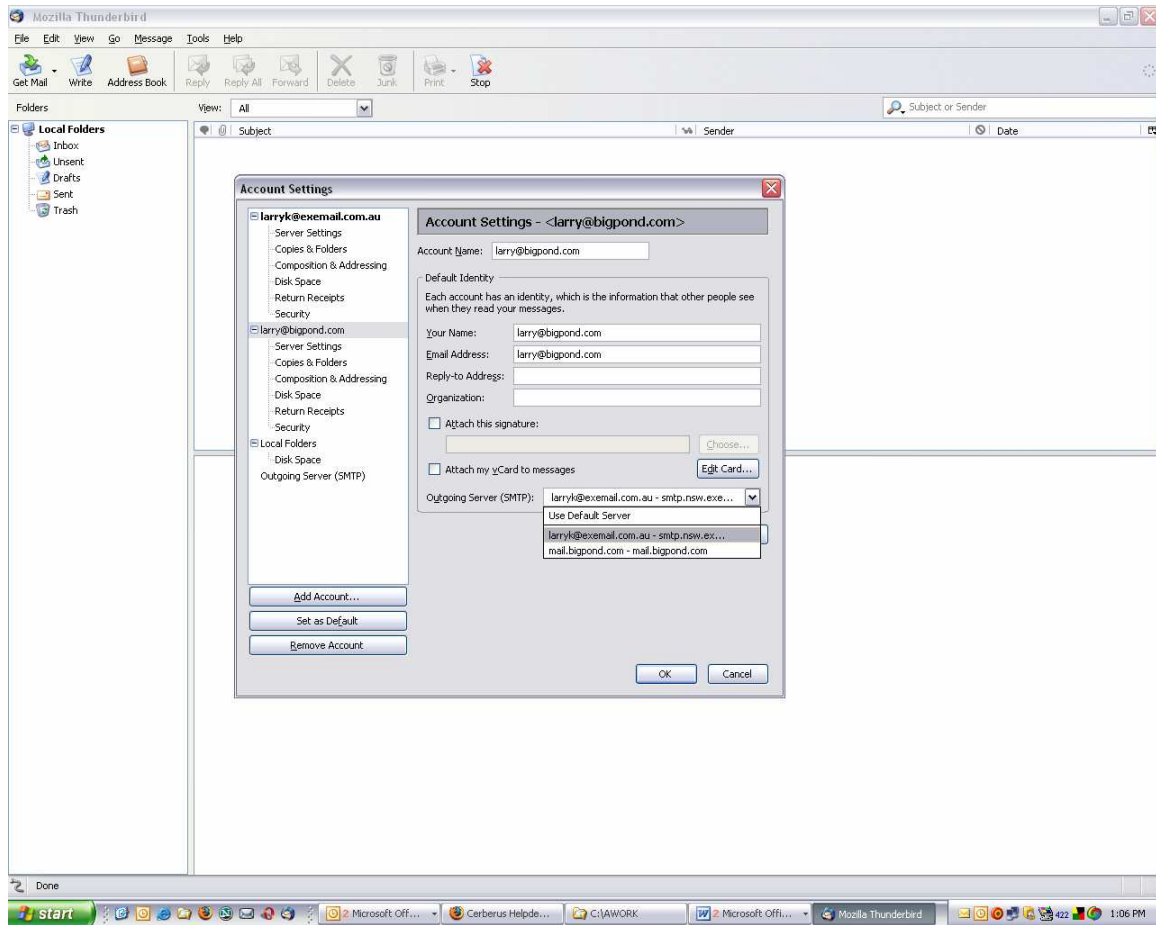 Mozilla Thunderbird
File Edit View Go Message Tools Help
Get Mail Write Address Book Reply Reply All Forward Delete Junk Print Stop
Folders
View: All
Subject or Sender
Local Folders
Inbox
Unsent
Drafts
Sent
Trash
Subject Sender Date
Account Settings
larryk@exemail.com.au
Server Settings
Copies & Folders
Composition & Addressing
Disk Space
Return Receipts
Security
larry@bigpond.com
Server Settings
Copies & Folders
Composition & Addressing
Disk Space
Return Receipts
Security
Local Folders
Disk Space
Outgoing Server (SMTP)
Add Account...
Set as Default
Remove Account
Account Settings - <larry@bigpond.com>
Account Name: larry@bigpond.com
Default Identity
Each account has an identity, which is the information that other people see
when they read your messages.
Your Name: larry@bigpond.com
Email Address: larry@bigpond.com
Reply-to Address:
Organization:
Attach this signature:
Choose...
Attach my vCard to messages
Edit Card...
Outgoing Server (SMTP): larryk@exemail.com.au - smtp.nsw.exe...
Use Default Server
larryk@exemail.com.au - smtp.nsw.ex...
mail.bigpond.com - mail.bigpond.com
OK Cancel
Done
start 2 Microsoft Off... Cerberus Helpde... C:\AWORK 2 Microsoft Offi... Mozilla Thunderbird 422 1:06 PM